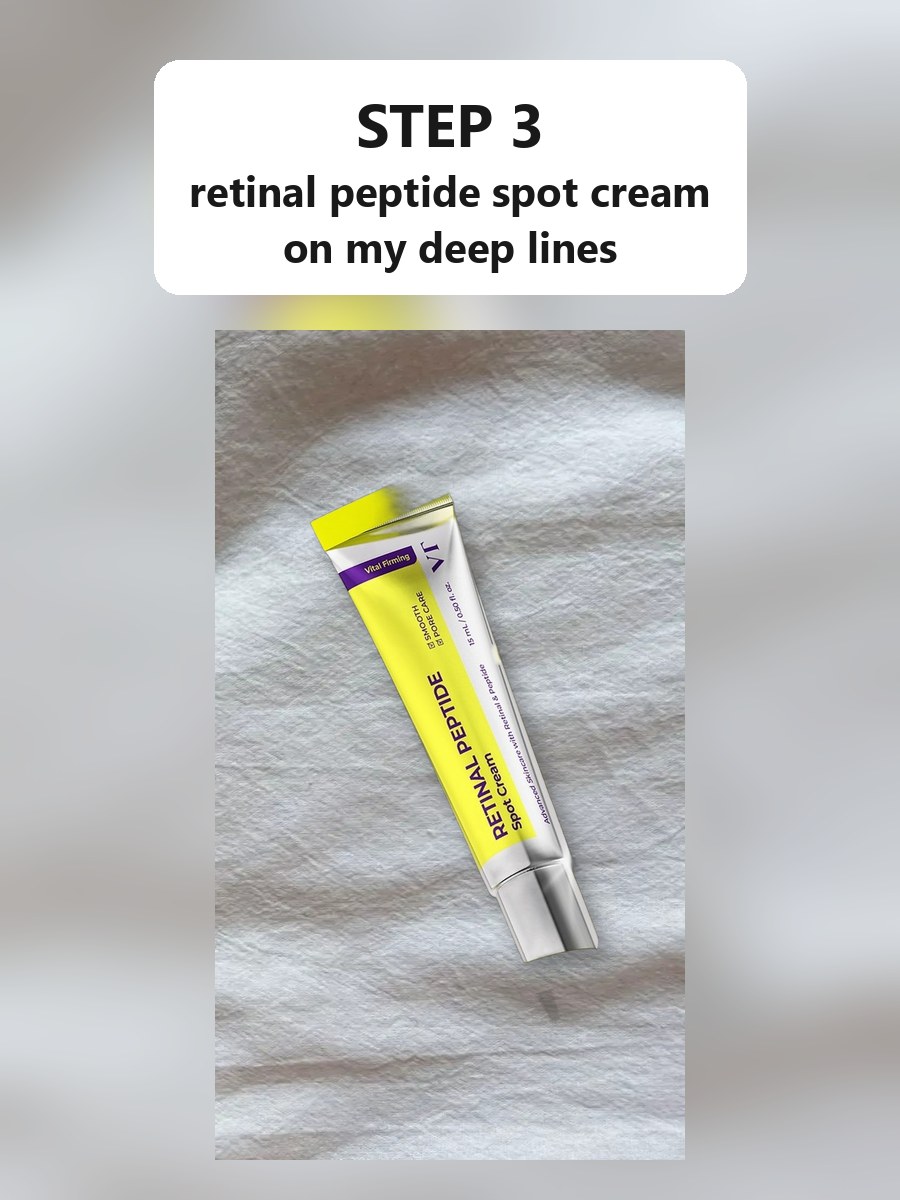 STEP 3
retinal peptide spot cream
on my deep lines
Vital Firming
VT
☑ SMOOTH
☑ PORE CARE
15 mL / 0.50 fl. oz.
RETINAL PEPTIDE
Spot Cream
Advanced Skincare with Retinal & Peptide